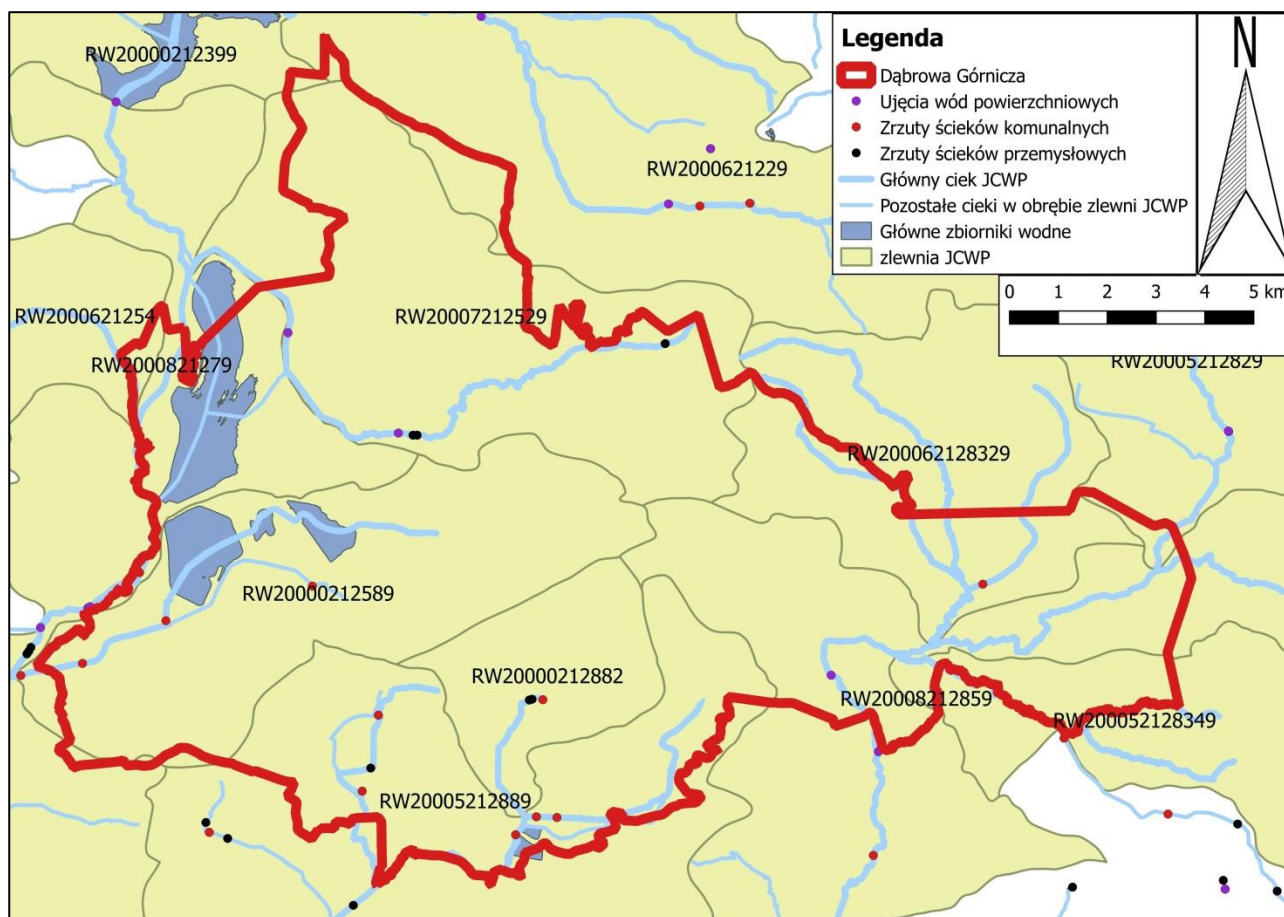 RW20000212399
Legenda
N
Dąbrowa Górnicza
Ujęcia wód powierzchniowych
Zrzuty ścieków komunalnych
Zrzuty ścieków przemysłowych
RW2000621229
Główny ciek JCWP
Pozostałe cieki w obrębie zlewni JCWP
Główne zbiorniki wodne
zlewnia JCWP
0 1 2 3 4 5 km
RW2000621254
RW20007212529
RW2000821279
RW20005212829
RW200062128329
RW20000212589
RW20000212882
RW20008212859
RW200052128349
RW20005212889